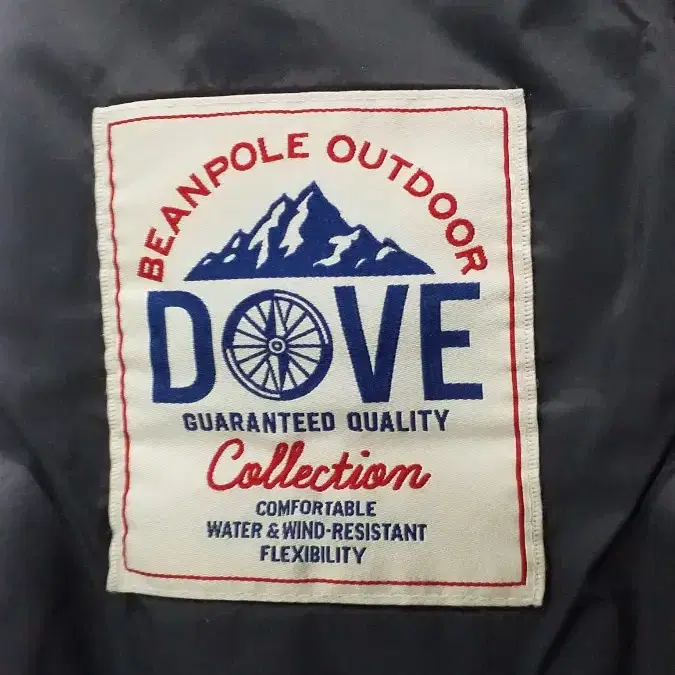 BEANPOLE OUTDOOR
DOVE
GUARANTEED QUALITY
Collection
COMFORTABLE
WATER & WIND-RESISTANT
FLEXIBILITY